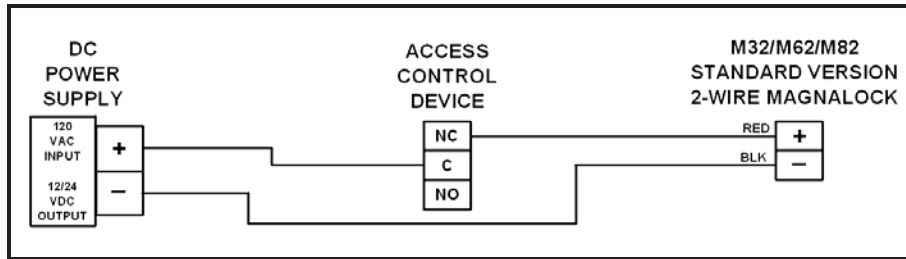 DC
POWER
SUPPLY
120
VAC
INPUT
+
12/24
VDC
OUTPUT
–
ACCESS
CONTROL
DEVICE
NC
C
NO
M32/M62/M82
STANDARD VERSION
2-WIRE MAGNALOCK
RED
+
BLK
–